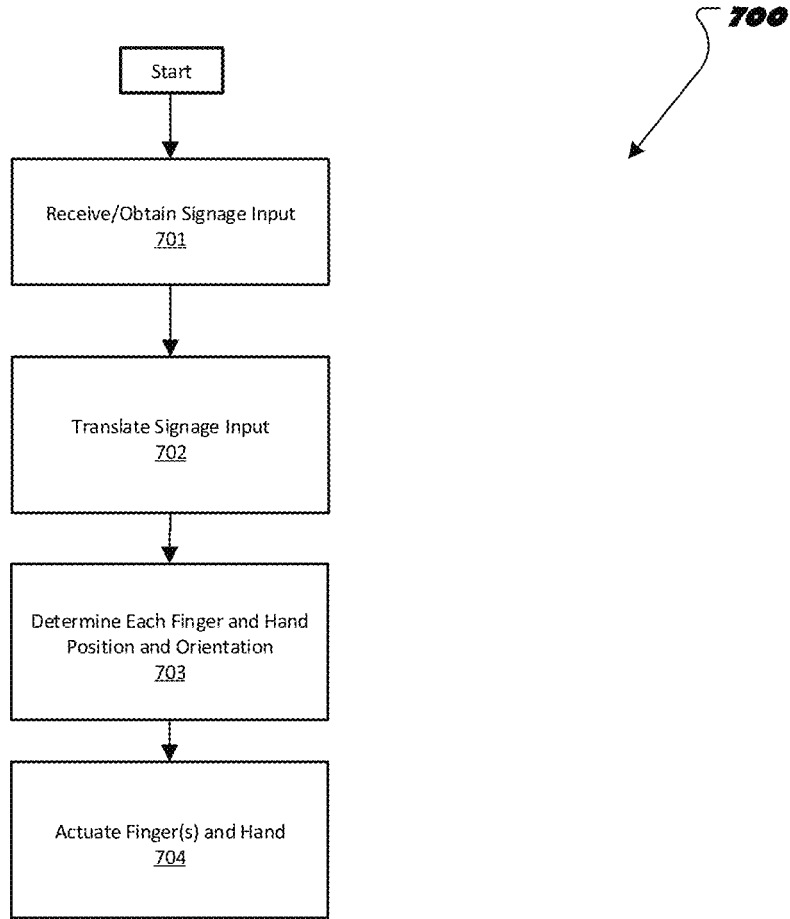 700
Start
Receive/Obtain Signage Input
701
Translate Signage Input
702
Determine Each Finger and Hand
Position and Orientation
703
Actuate Finger(s) and Hand
704